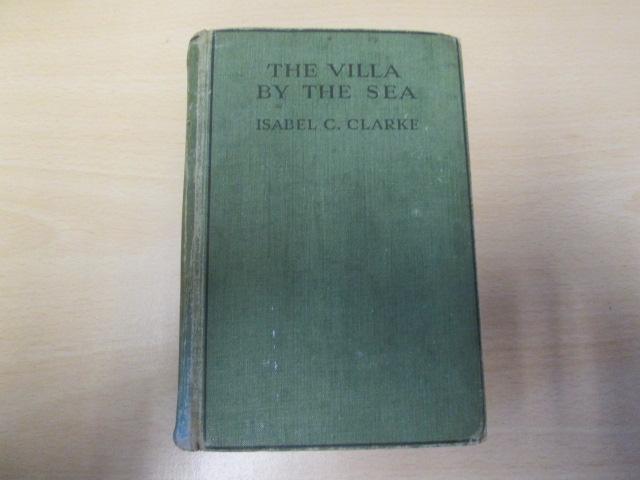 THE VILLA
BY THE SEA
ISABEL C. CLARKE